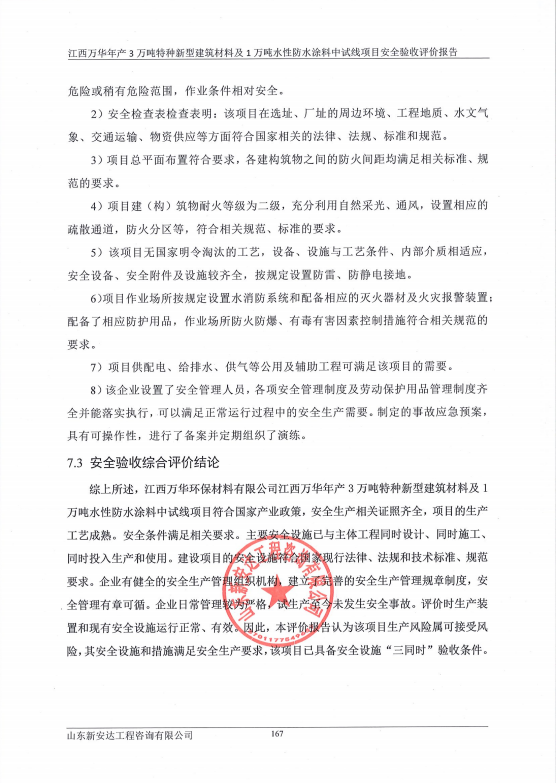 江西万华年产 3 万吨特种新型建筑材料及 1 万吨水性防水涂料中试线项目安全验收评价报告
危险或稍有危险范围，作业条件相对安全。
2）安全检查表检查表明：该项目在选址、厂址的周边环境、工程地质、水文气
象、交通运输、物资供应等方面符合国家相关的法律、法规、标准和规范。
3）项目总平面布置符合要求，各建构筑物之间的防火间距均满足相关标准、规
范的要求。
4）项目建（构）筑物耐火等级为二级，充分利用自然采光、通风，设置相应的
疏散通道，防火分区等，符合相关规范、标准的要求。
5）该项目无国家明令淘汰的工艺，设备、设施与工艺条件、内部介质相适应，
安全设备、安全附件及设施较齐全，按规定设置防雷、防静电接地。
6)项目作业场所按规定设置水消防系统和配备相应的灭火器材及火灾报警装置；
配备了相应防护用品，作业场所防火防爆、有毒有害因素控制措施符合相关规范的
要求。
7）项目供配电、给排水、供气等公用及辅助工程可满足该项目的需要。
8）该企业设置了安全管理人员，各项安全管理制度及劳动保护用品管理制度齐
全并能落实执行，可以满足正常运行过程中的安全生产需要。制定的事故应急预案，
具有可操作性，进行了备案并定期组织了演练。
7.3 安全验收综合评价结论
综上所述，江西万华环保材料有限公司江西万华年产 3 万吨特种新型建筑材料及 1
万吨水性防水涂料中试线项目符合国家产业政策，安全生产相关证照齐全，项目的生产
工艺成熟。安全条件满足相关要求。主要安全设施已与主体工程同时设计、同时施工、
同时投入生产和使用。建设项目的安全设施符合国家现行法律、法规和技术标准、规范
要求。企业有健全的安全生产管理组织机构，建立了完善的安全生产管理规章制度，安
全管理有章可循。企业日常管理较为严格，试生产至今未发生安全事故。评价时生产装
置和现有安全设施运行正常、有效。因此，本评价报告认为该项目生产风险属可接受风
险，其安全设施和措施满足安全生产要求，该项目已具备安全设施“三同时”验收条件。
山东新安达工程咨询有限公司
山东新安达工程咨询有限公司
167